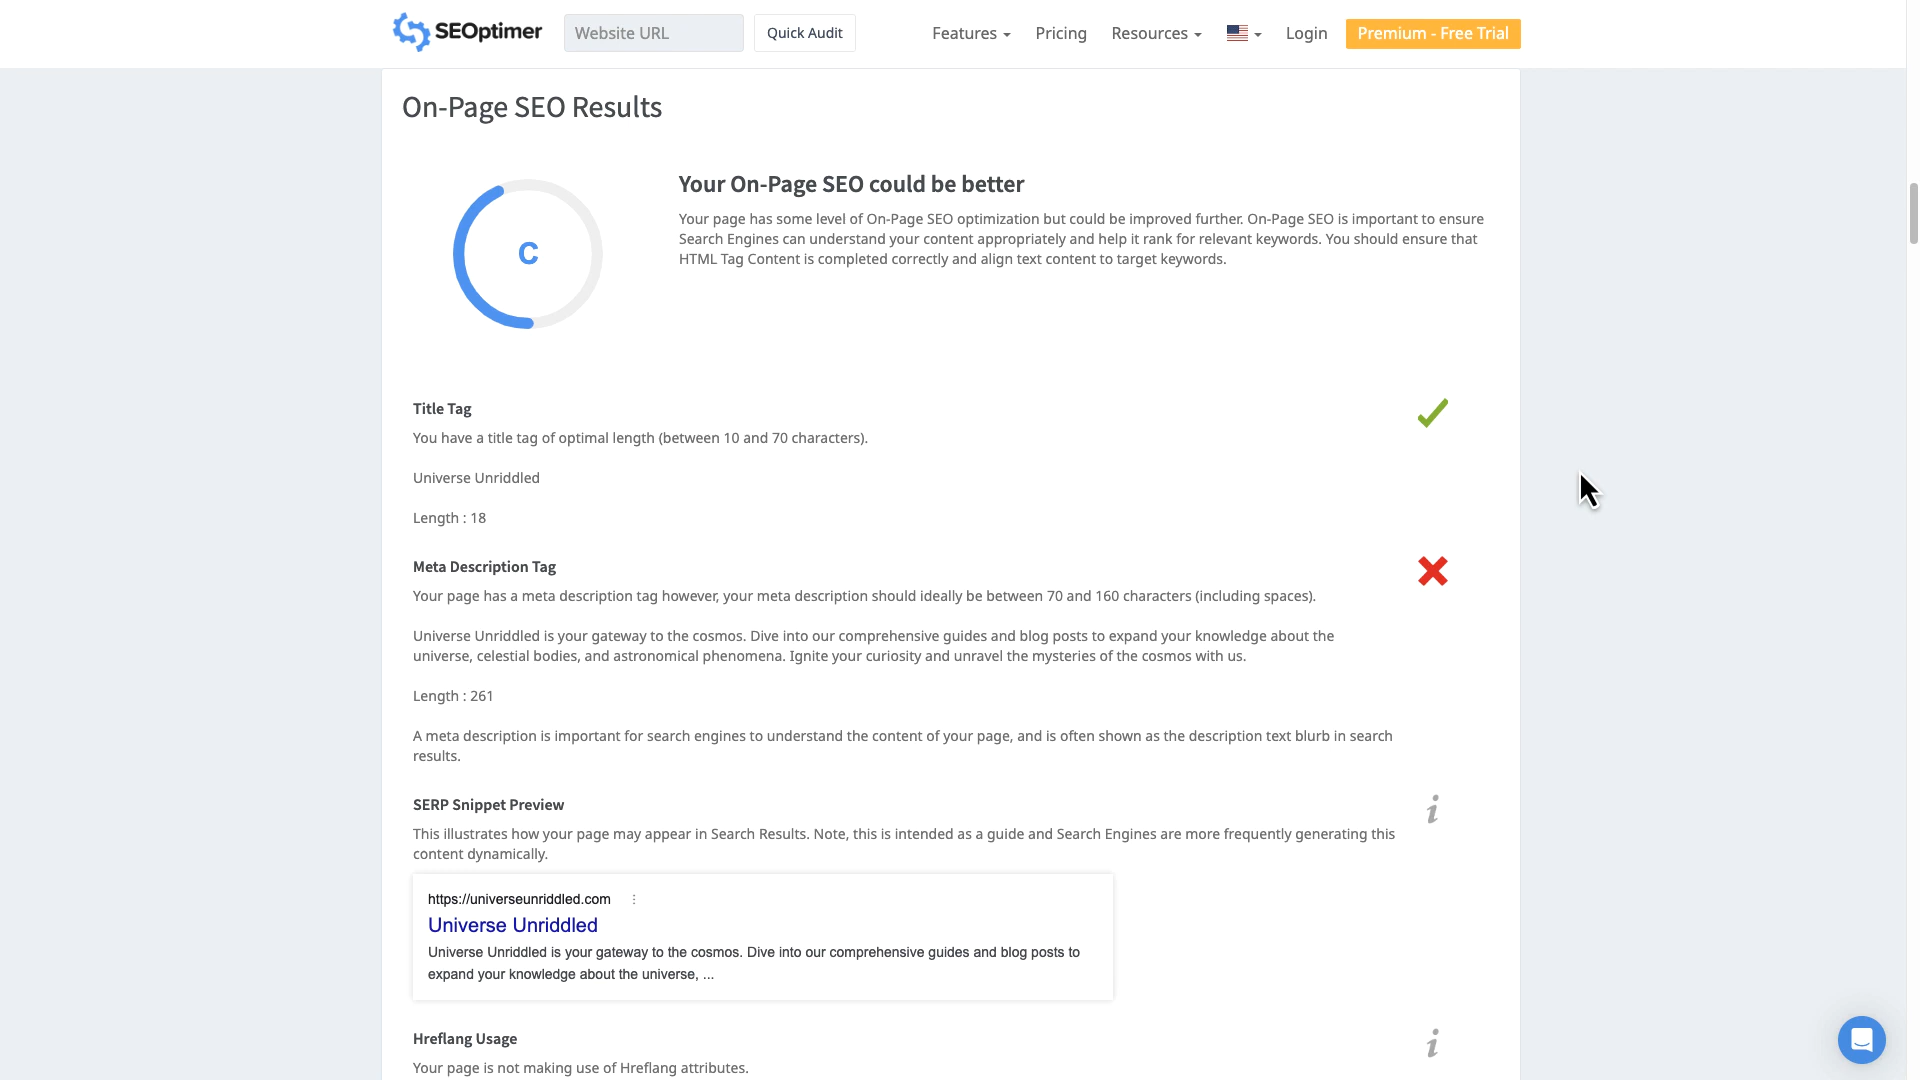 SEOptimer
Website URL
Quick Audit
Features
Pricing
Resources
Login
Premium - Free Trial
On-Page SEO Results
C
Your On-Page SEO could be better
Your page has some level of On-Page SEO optimization but could be improved further. On-Page SEO is important to ensure
Search Engines can understand your content appropriately and help it rank for relevant keywords. You should ensure that
HTML Tag Content is completed correctly and align text content to target keywords.
Title Tag
You have a title tag of optimal length (between 10 and 70 characters).
Universe Unriddled
Length : 18
Meta Description Tag
Your page has a meta description tag however, your meta description should ideally be between 70 and 160 characters (including spaces).
Universe Unriddled is your gateway to the cosmos. Dive into our comprehensive guides and blog posts to expand your knowledge about the
universe, celestial bodies, and astronomical phenomena. Ignite your curiosity and unravel the mysteries of the cosmos with us.
Length : 261
A meta description is important for search engines to understand the content of your page, and is often shown as the description text blurb in search
results.
SERP Snippet Preview
This illustrates how your page may appear in Search Results. Note, this is intended as a guide and Search Engines are more frequently generating this
content dynamically.
https://universeunriddled.com
Universe Unriddled
Universe Unriddled is your gateway to the cosmos. Dive into our comprehensive guides and blog posts to
expand your knowledge about the universe, ...
Hreflang Usage
Your page is not making use of Hreflang attributes.